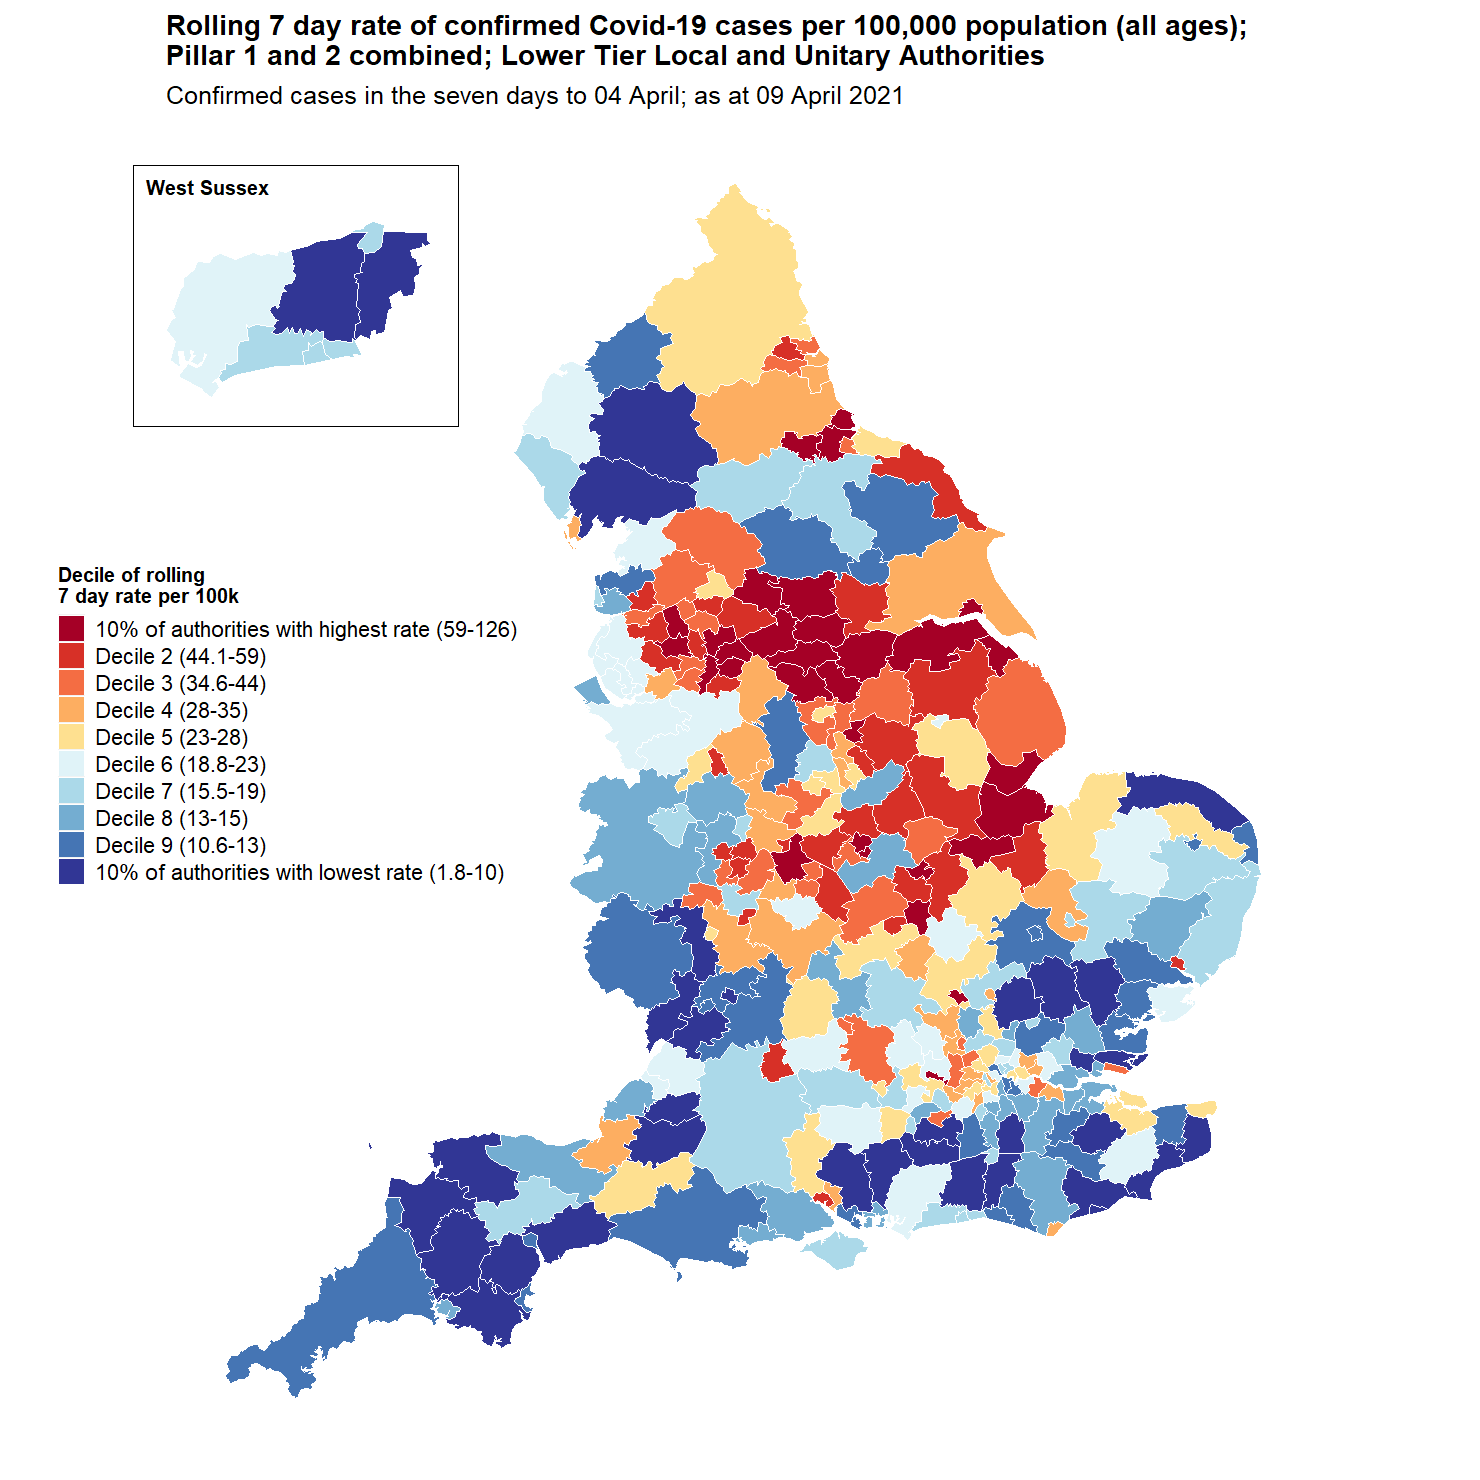 Rolling 7 day rate of confirmed Covid-19 cases per 100,000 population (all ages);
Pillar 1 and 2 combined; Lower Tier Local and Unitary Authorities
Confirmed cases in the seven days to 04 April; as at 09 April 2021
West Sussex
Decile of rolling
7 day rate per 100k
10% of authorities with highest rate (59-126)
Decile 2 (44.1-59)
Decile 3 (34.6-44)
Decile 4 (28-35)
Decile 5 (23-28)
Decile 6 (18.8-23)
Decile 7 (15.5-19)
Decile 8 (13-15)
Decile 9 (10.6-13)
10% of authorities with lowest rate (1.8-10)